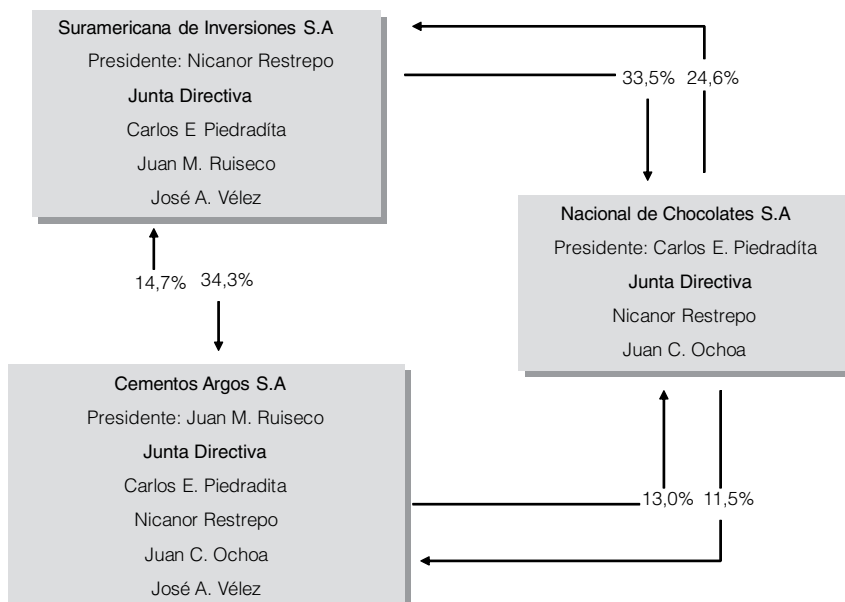 Suramericana de Inversiones S.A
Presidente: Nicanor Restrepo
Junta Directiva
Carlos E Piedradíta
Juan M. Ruiseco
José A. Vélez
33,5% 24,6%
Nacional de Chocolates S.A
Presidente: Carlos E. Piedradíta
Junta Directiva
Nicanor Restrepo
Juan C. Ochoa
14,7% 34,3%
Cementos Argos S.A
Presidente: Juan M. Ruiseco
Junta Directiva
Carlos E. Piedradita
Nicanor Restrepo
Juan C. Ochoa
José A. Vélez
13,0% 11,5%